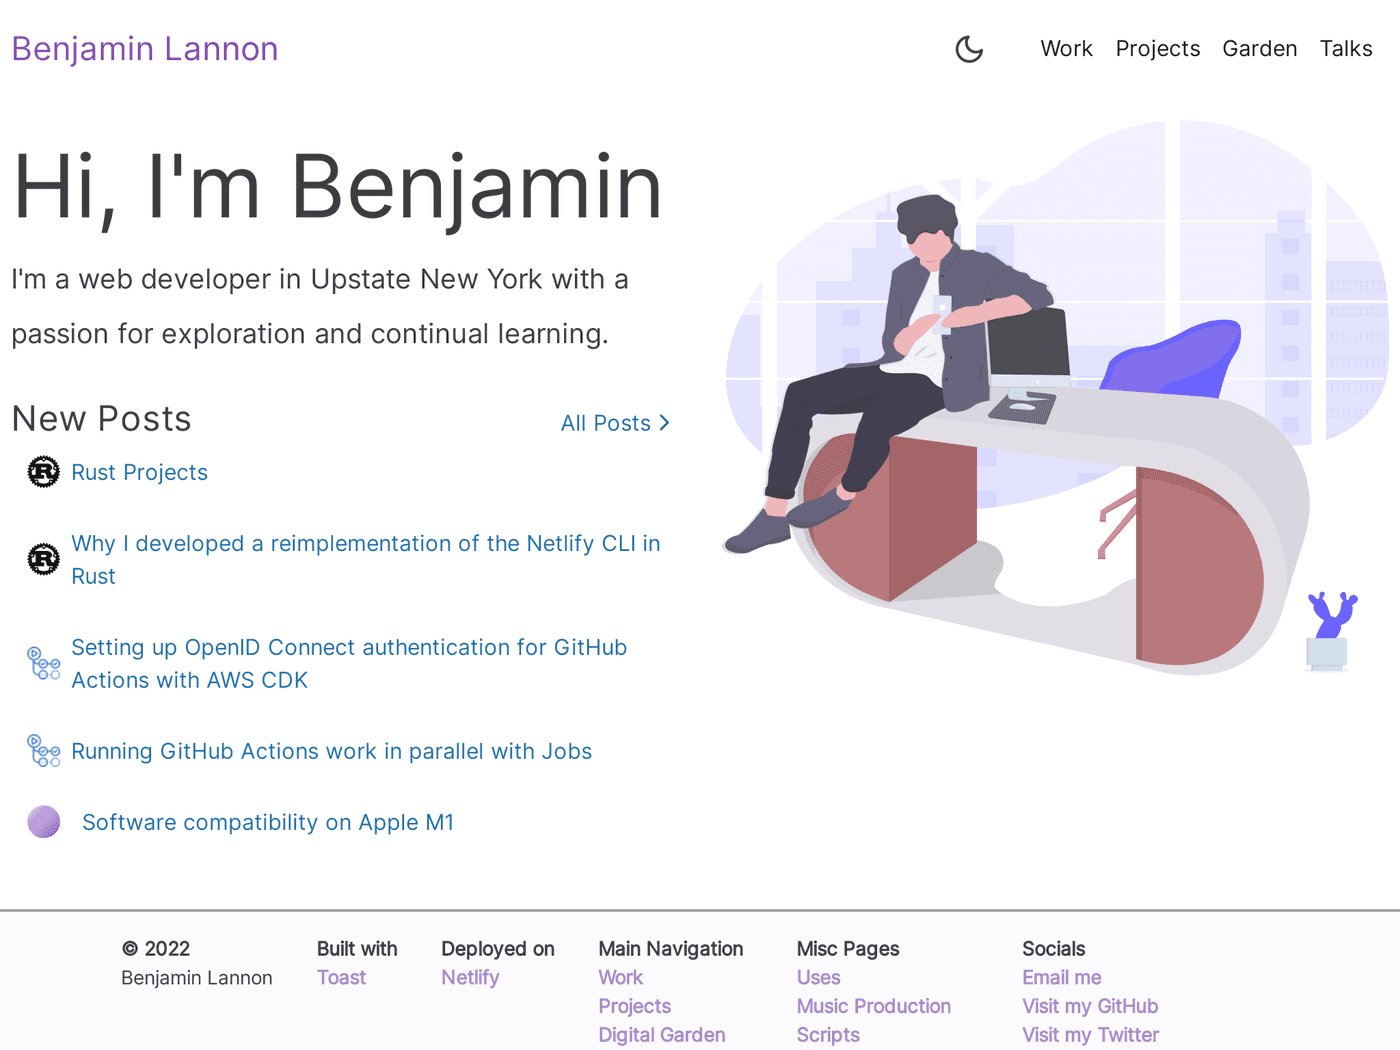 Benjamin Lannon
Work Projects Garden Talks
Hi, I'm Benjamin
I'm a web developer in Upstate New York with a
passion for exploration and continual learning.
New Posts
All Posts
Rust Projects
Why I developed a reimplementation of the Netlify CLI in
Rust
Setting up OpenID Connect authentication for GitHub
Actions with AWS CDK
Running GitHub Actions work in parallel with Jobs
Software compatibility on Apple M1
© 2022
Benjamin Lannon
Built with
Toast
Deployed on
Netlify
Main Navigation
Work
Projects
Digital Garden
Misc Pages
Uses
Music Production
Scripts
Socials
Email me
Visit my GitHub
Visit my Twitter